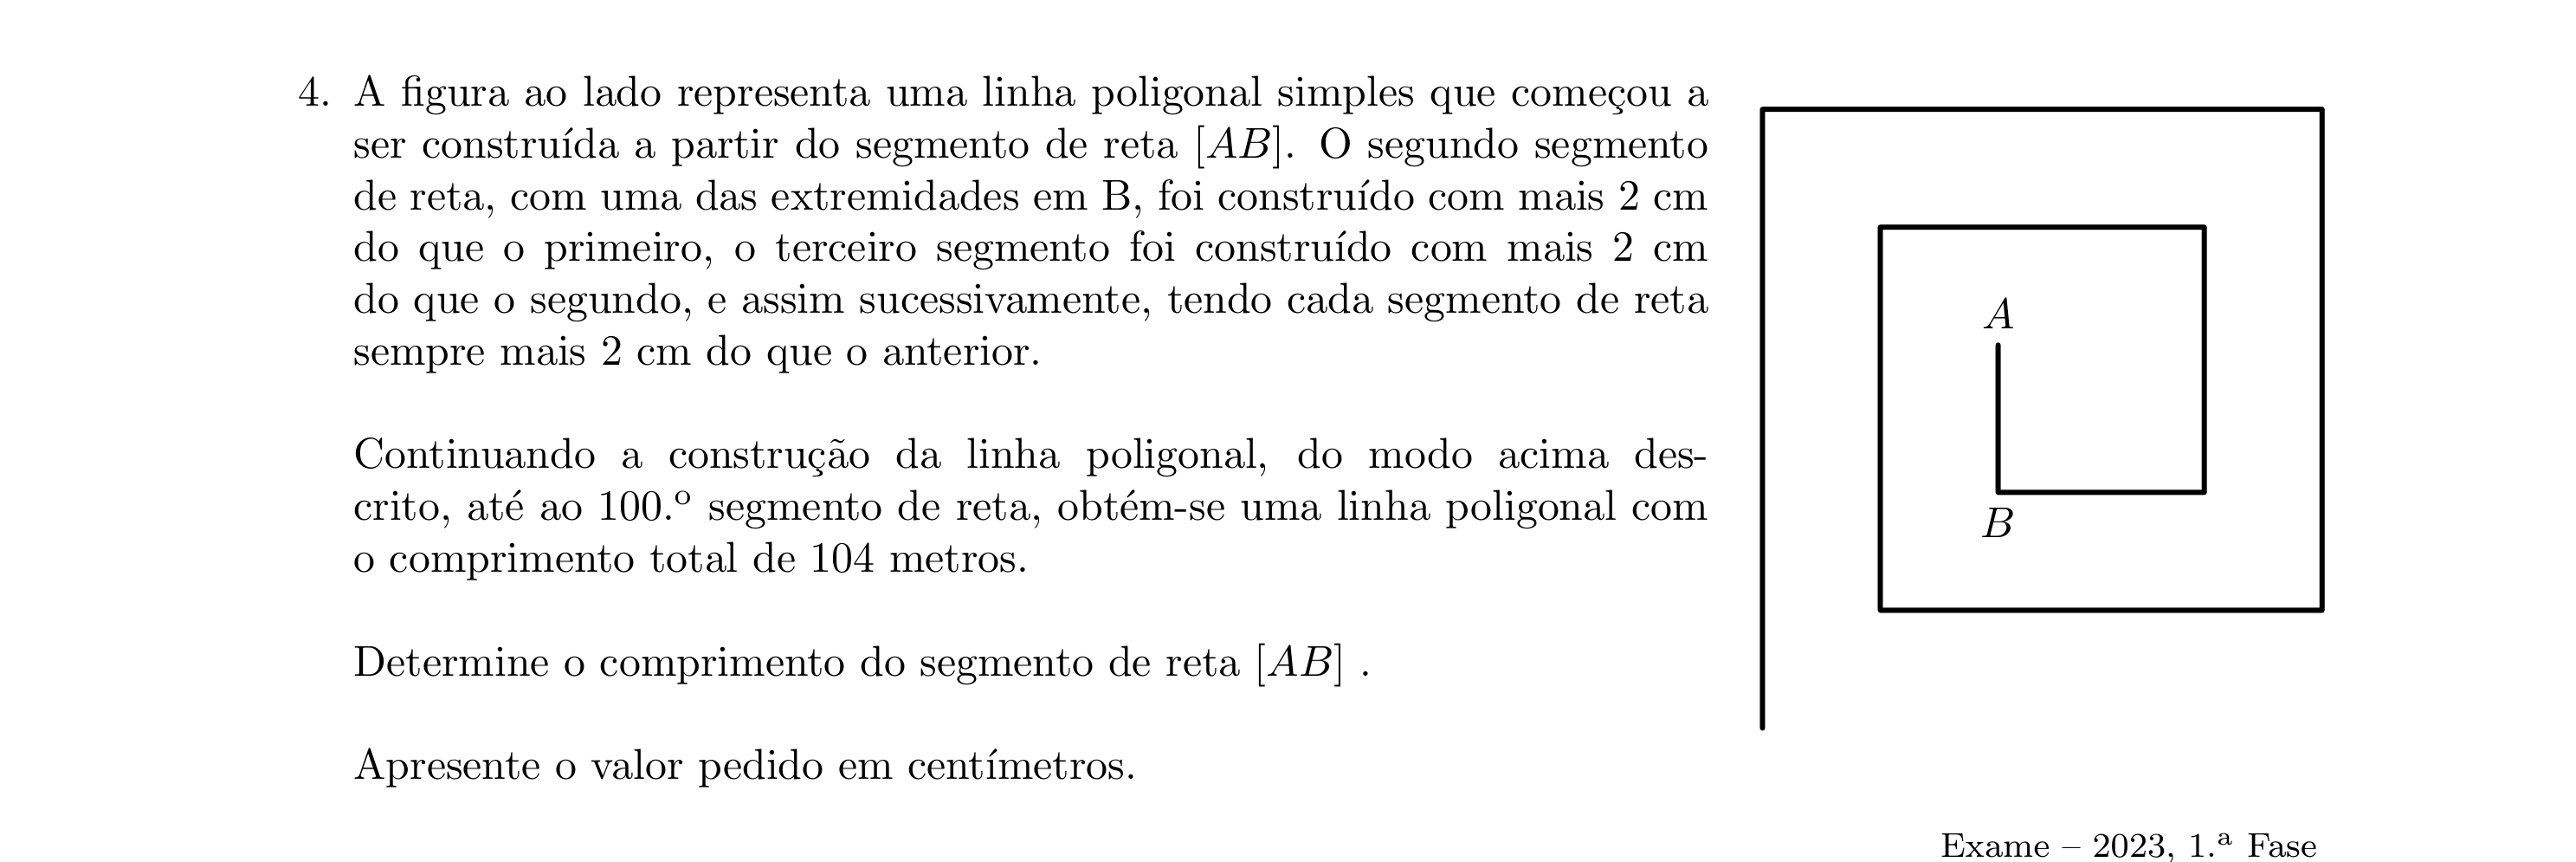 4. A figura ao lado representa uma linha poligonal simples que começou a
ser construída a partir do segmento de reta [AB]. O segundo segmento
de reta, com uma das extremidades em B, foi construído com mais 2 cm
do que o primeiro, o terceiro segmento foi construído com mais 2 cm
do que o segundo, e assim sucessivamente, tendo cada segmento de reta
sempre mais 2 cm do que o anterior.
Continuando a construção da linha poligonal, do modo acima des-
crito, até ao 100.º segmento de reta, obtém-se uma linha poligonal com
o comprimento total de 104 metros.
Determine o comprimento do segmento de reta [AB] .
Apresente o valor pedido em centímetros.
A
B
Exame – 2023, 1.ª Fase